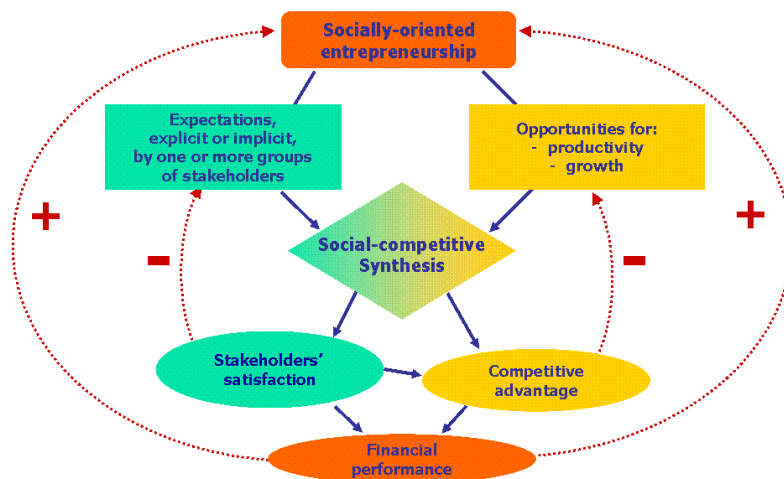 Socially-oriented
entrepreneurship
Expectations,
explicit or implicit,
by one or more groups
of stakeholders
Opportunities for:
- productivity
- growth
+
+
-
-
Social-competitive
Synthesis
Stakeholders'
satisfaction
Competitive
advantage
Financial
performance